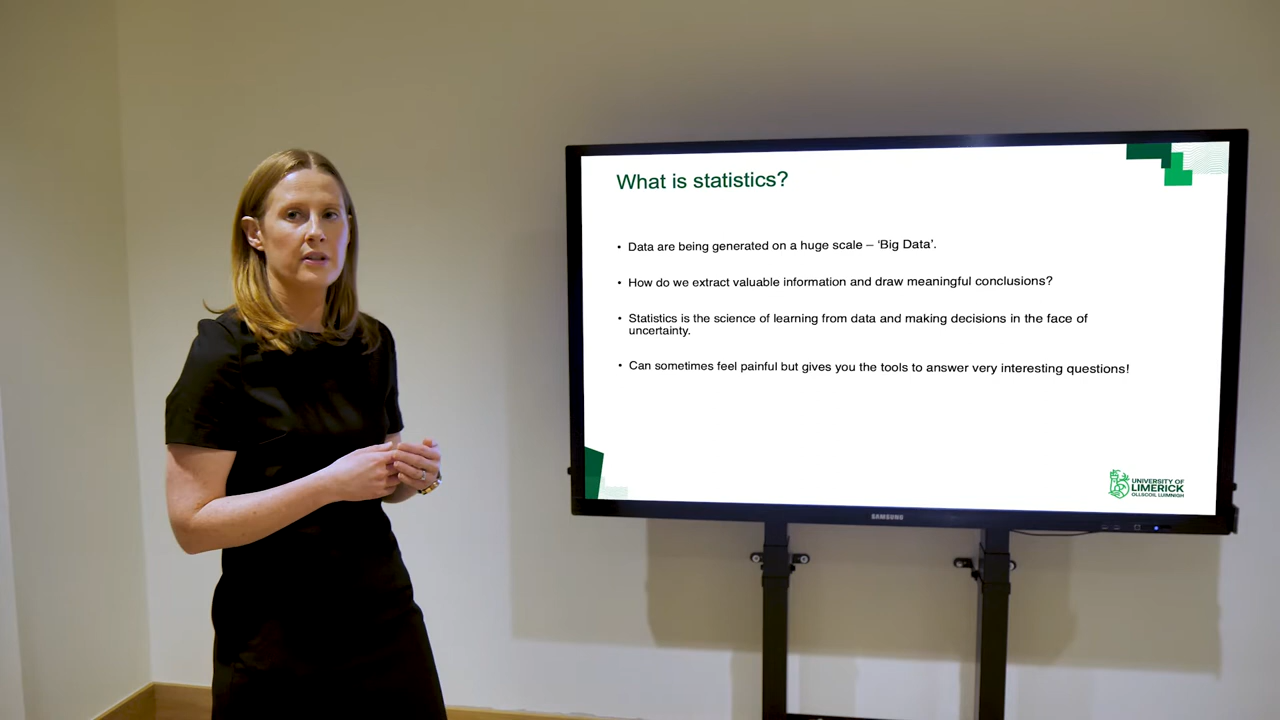 What is statistics?
• Data are being generated on a huge scale – ‘Big Data’.
• How do we extract valuable information and draw meaningful conclusions?
• Statistics is the science of learning from data and making decisions in the face of
uncertainty.
• Can sometimes feel painful but gives you the tools to answer very interesting questions!
UNIVERSITY OF
LIMERICK
OLLSCOIL LUIMNIGH
SAMSUNG